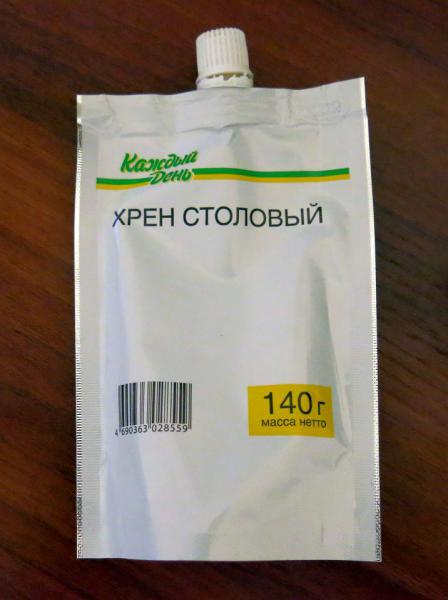 Каждый
День
ХРЕН СТОЛОВЫЙ
140 г
масса нетто
4 690363 028559